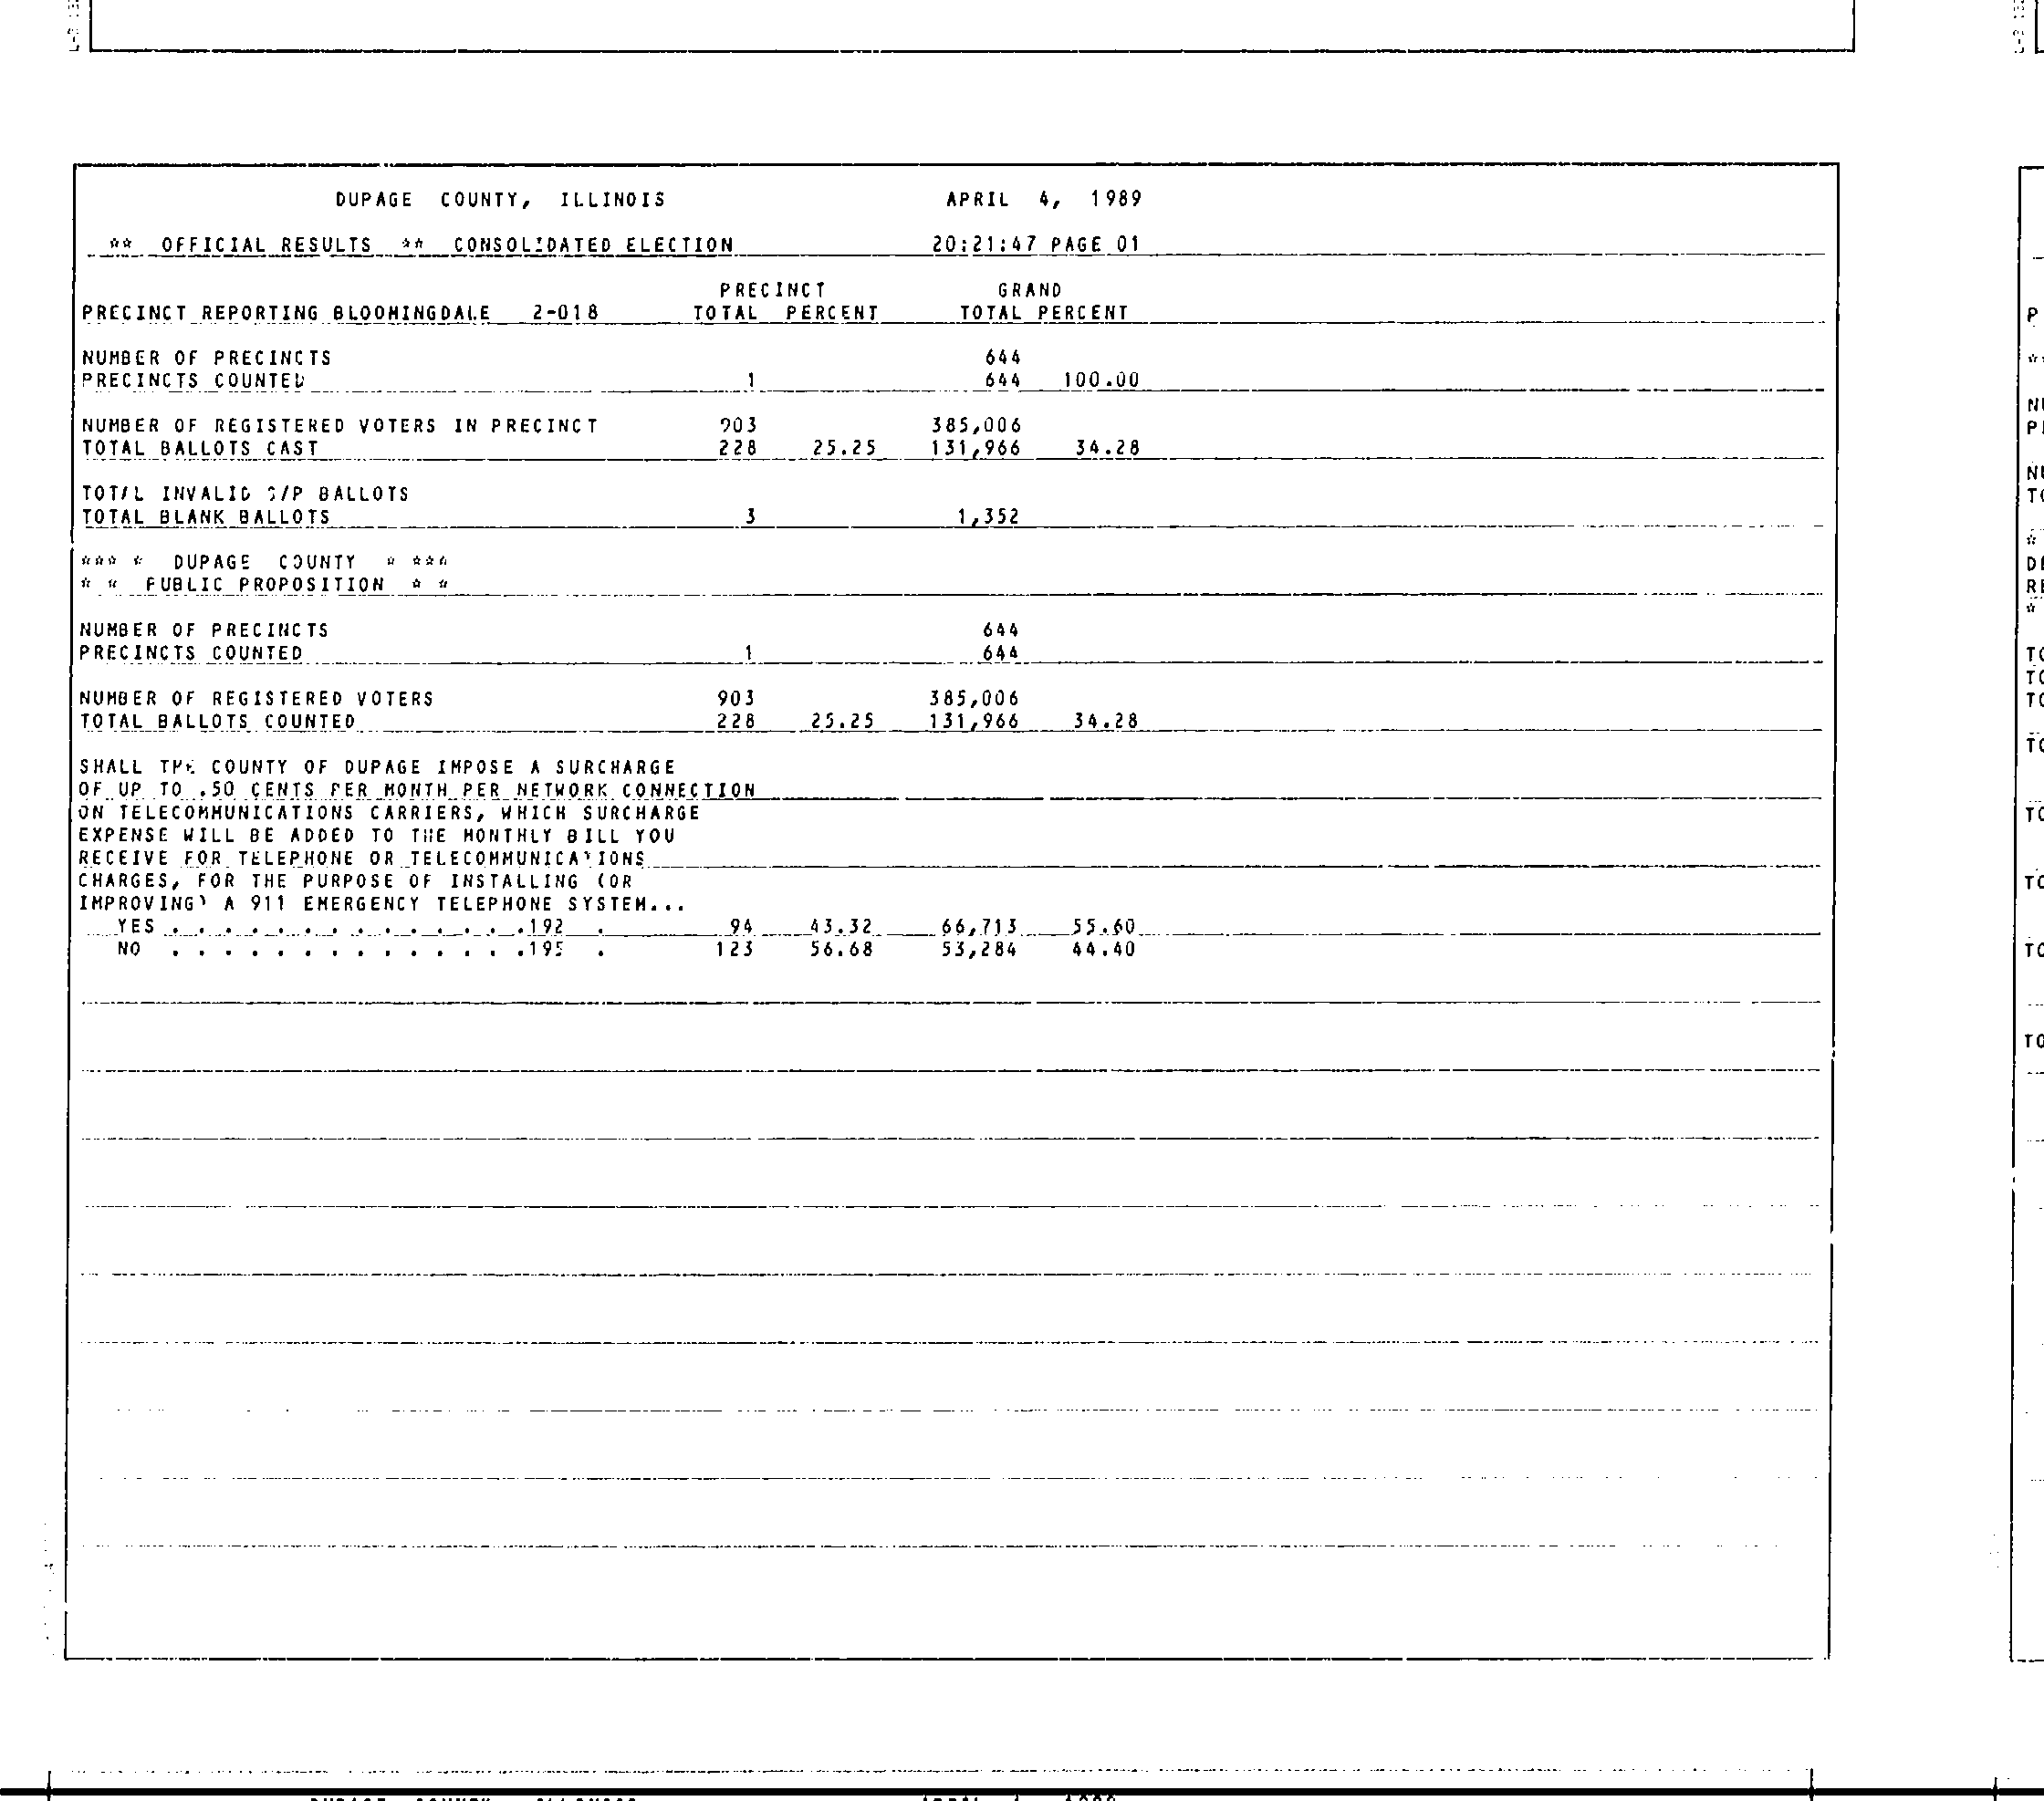 DUPAGE COUNTY, ILLINOIS APRIL 4, 1989
** OFFICIAL RESULTS ** CONSOLIDATED ELECTION 20:21:47 PAGE 01
PRECINCT GRAND
PRECINCT REPORTING BLOOMINGDALE 2-018 TOTAL PERCENT TOTAL PERCENT
NUMBER OF PRECINCTS 644
PRECINCTS COUNTED 1 644 100.00
NUMBER OF REGISTERED VOTERS IN PRECINCT 903 385,006
TOTAL BALLOTS CAST 228 25.25 131,966 34.28
TOTAL INVALID BALLOTS
TOTAL BLANK BALLOTS 3 1,352
*** * DUPAGE COUNTY * ***
* * PUBLIC PROPOSITION * *
NUMBER OF PRECINCTS 644
PRECINCTS COUNTED 1 644
NUMBER OF REGISTERED VOTERS 903 385,006
TOTAL BALLOTS COUNTED 228 25.25 131,966 34.28
SHALL THE COUNTY OF DUPAGE IMPOSE A SURCHARGE
OF UP TO .50 CENTS PER MONTH PER NETWORK CONNECTION
ON TELECOMMUNICATIONS CARRIERS, WHICH SURCHARGE
EXPENSE WILL BE ADDED TO THE MONTHLY BILL YOU
RECEIVE FOR TELEPHONE OR TELECOMMUNICATIONS
CHARGES, FOR THE PURPOSE OF INSTALLING (OR
IMPROVING) A 911 EMERGENCY TELEPHONE SYSTEM...
YES . . . . . . . . . . . . . .192 . 94 43.32 66,713 55.60
NO . . . . . . . . . . . . . .195 . 123 56.68 53,284 44.40